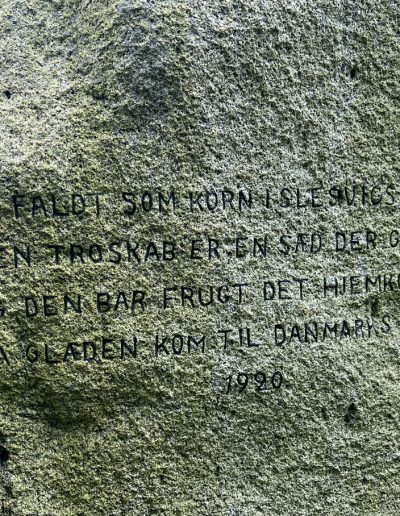 FALDT SOM KORN I SLESVIGS
EN TROSKAB ER EN SÆD DER G
G DEN BAR FRUGT DET HJEMK
A GLÆDEN KOM TIL DANMARKS
1920